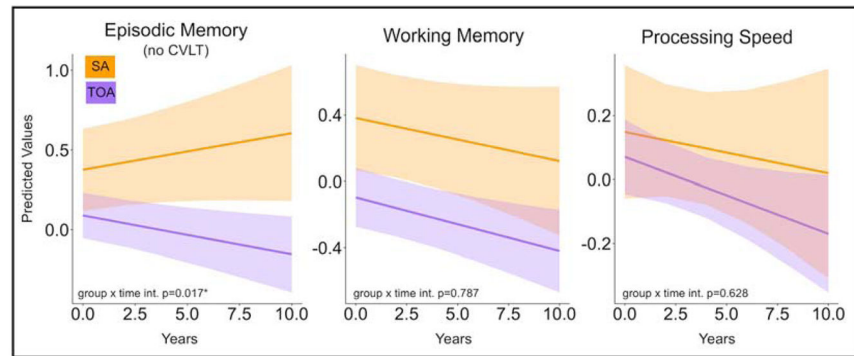 Episodic Memory
(no CVLT)
Working Memory
Processing Speed
SA
TOA
Predicted Values
1.0
0.5
0.0
group x time int. p=0.017*
0.0 2.5 5.0 7.5 10.0
Years
0.4
0.0
-0.4
group x time int. p=0.787
0.0 2.5 5.0 7.5 10.0
Years
0.2
0.0
-0.2
group x time int. p=0.628
0.0 2.5 5.0 7.5 10.0
Years